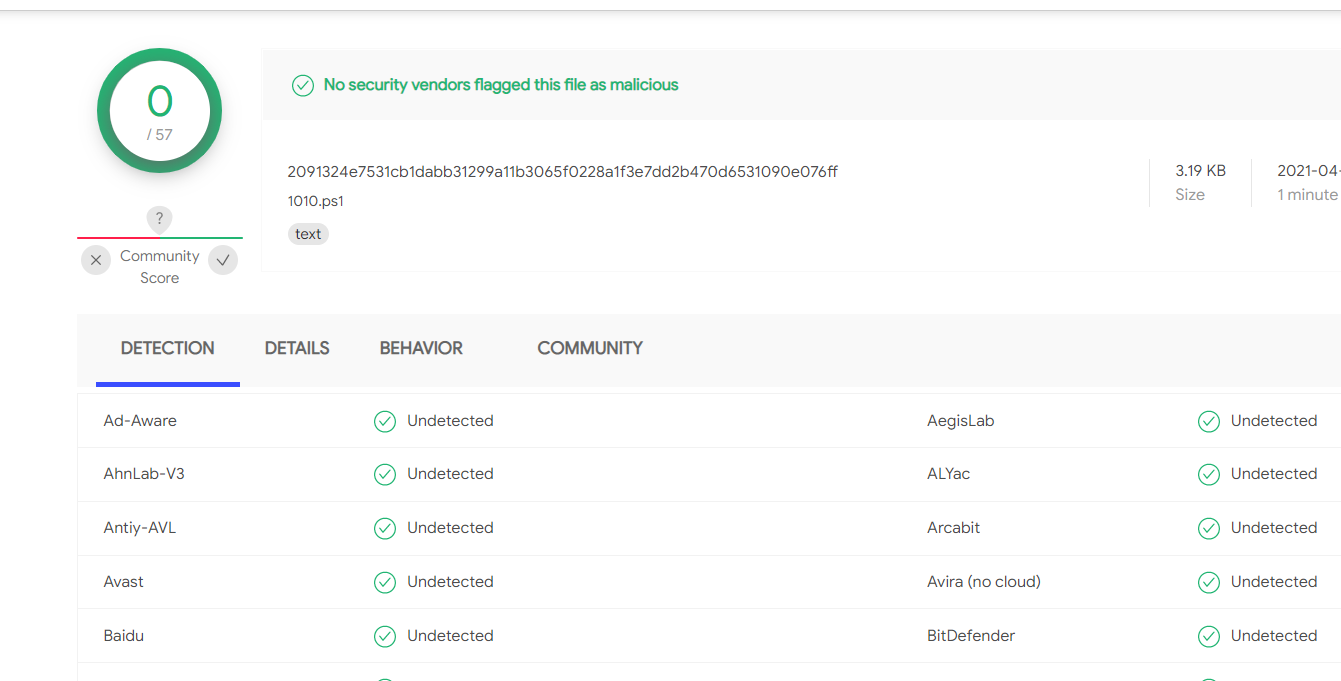 0
/ 57
No security vendors flagged this file as malicious
2091324e7531cb1dabb31299a11b3065f0228a1f3e7dd2b470d6531090e076ff
1010.ps1
text
3.19 KB
Size
2021-04-
1 minute
?
Community
Score
DETECTION DETAILS BEHAVIOR COMMUNITY
Ad-Aware Undetected AegisLab Undetected
AhnLab-V3 Undetected ALYac Undetected
Antiy-AVL Undetected Arcabit Undetected
Avast Undetected Avira (no cloud) Undetected
Baidu Undetected BitDefender Undetected